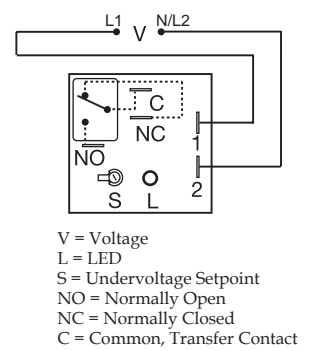 L1 V N/L2
C
NC
1
NO
2
S L
V = Voltage
L = LED
S = Undervoltage Setpoint
NO = Normally Open
NC = Normally Closed
C = Common, Transfer Contact